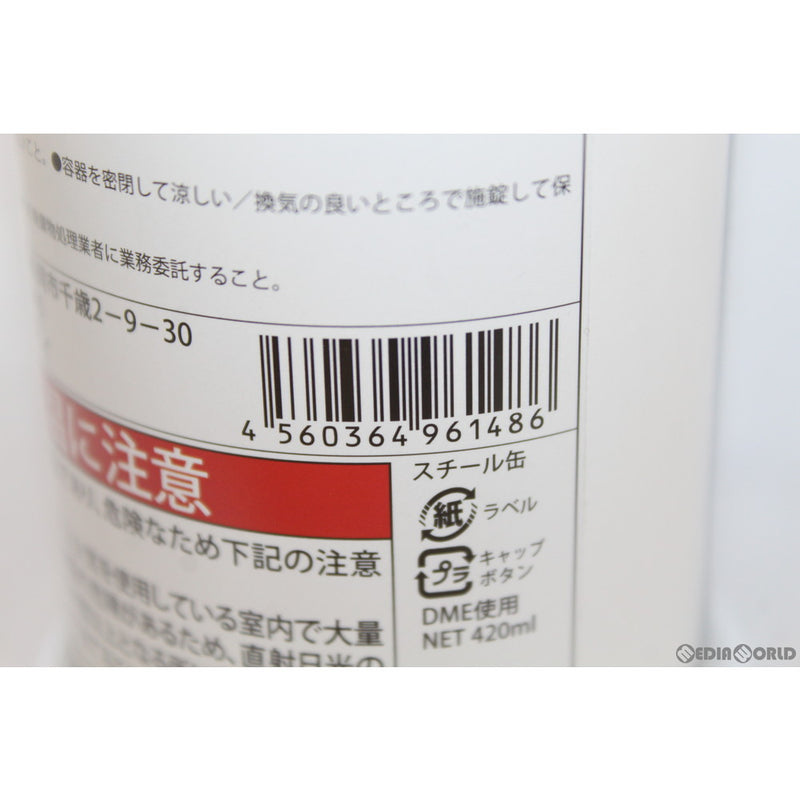 こと。●容器を密閉して涼しい／換気の良いところで施錠して保
物処理業者に業務委託すること。
市千歳2－9－30
4 560364 961486
に注意
危険なため下記の注意
使用している室内で大量
があるため、直射日光の
スチール缶
紙 ラベル
プラ キャップ
ボタン
DME使用
NET 420ml
MEDIAWORLD